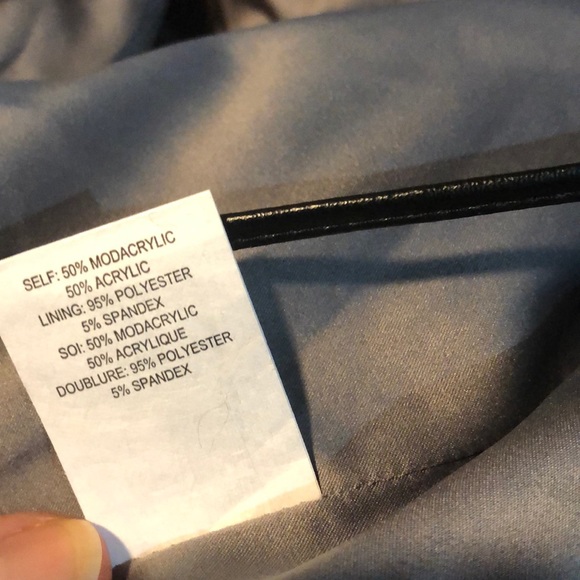 SELF: 50% MODACRYLIC
50% ACRYLIC
LINING: 95% POLYESTER
5% SPANDEX
SOI: 50% MODACRYLIC
50% ACRYLIQUE
DOUBLURE: 95% POLYESTER
5% SPANDEX